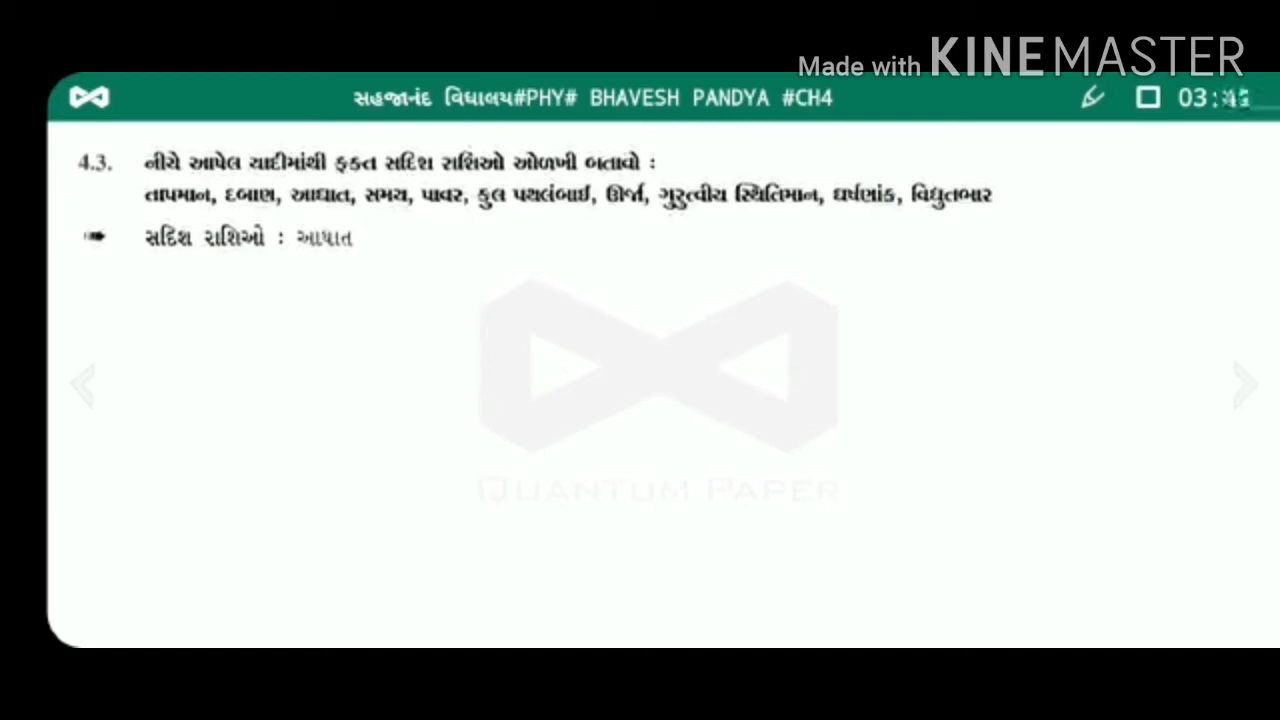 Made with KINEMASTER
સહજાનંદ વિદ્યાલય#PHY# BHAVESH PANDYA #CH4
4.3. નીચે આપેલ યાદીમાંથી ફકત સદિશ રાશિઓ ઓળખી બતાવો :
તાપમાન, દબાણ, આઘાત, સમય, પાવર, કુલ પથલંબાઈ, ઊર્જા, ગુરુત્વીય સ્થિતિમાન, ઘર્ષણાંક, વિદ્યુતભાર
➠ સદિશ રાશિઓ : આઘાત
QUANTUM PAPER